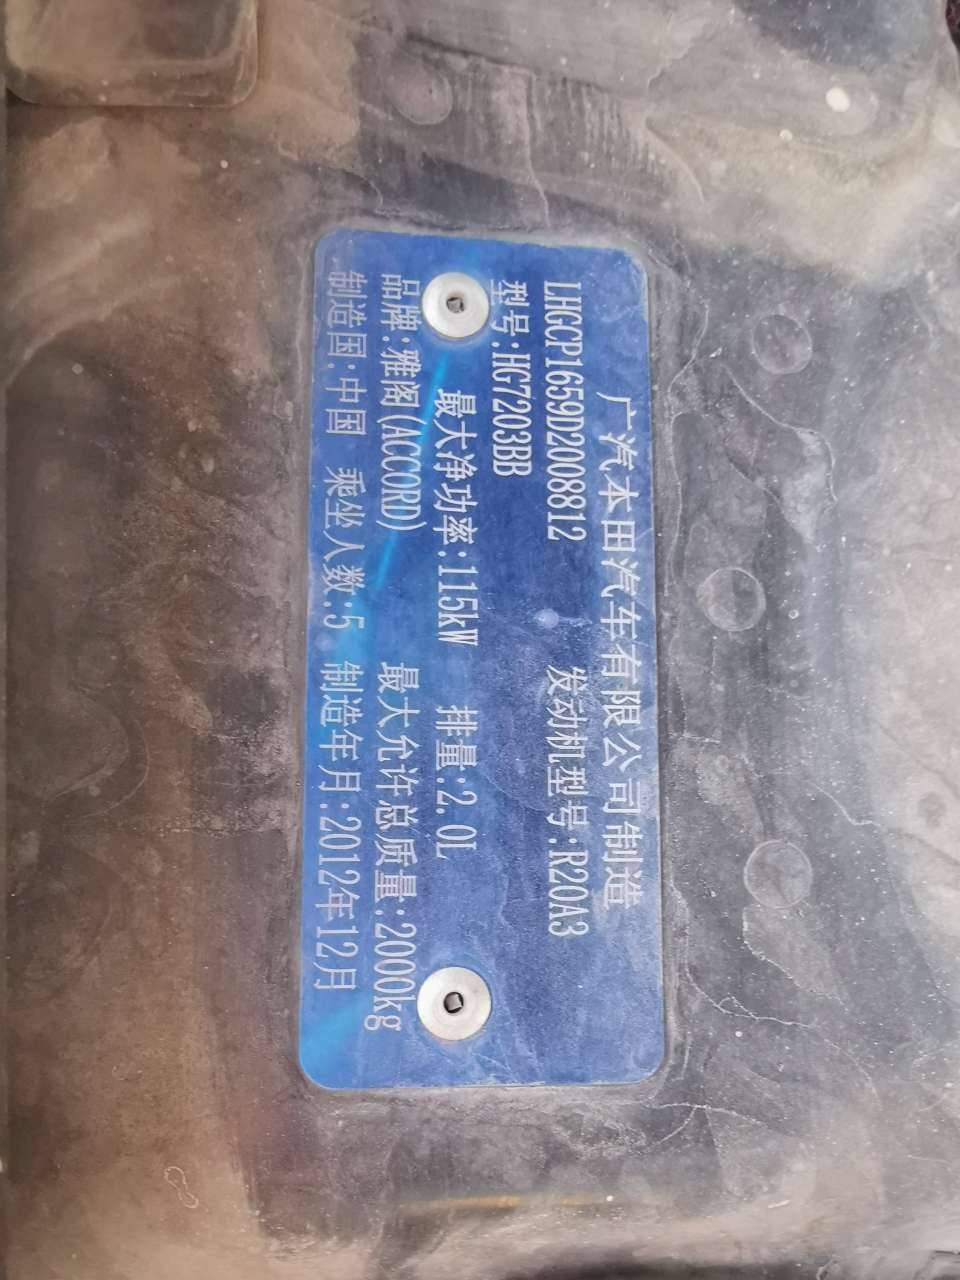 广汽本田汽车有限公司制造
LHGCP1659D2008812 发动机型号:R20A3
型号:HG7203BB
最大净功率:115kW 排量:2.0L
品牌:雅阁(ACCORD) 最大允许总质量:2000kg
制造国:中国 乘坐人数:5 制造年月:2012年12月